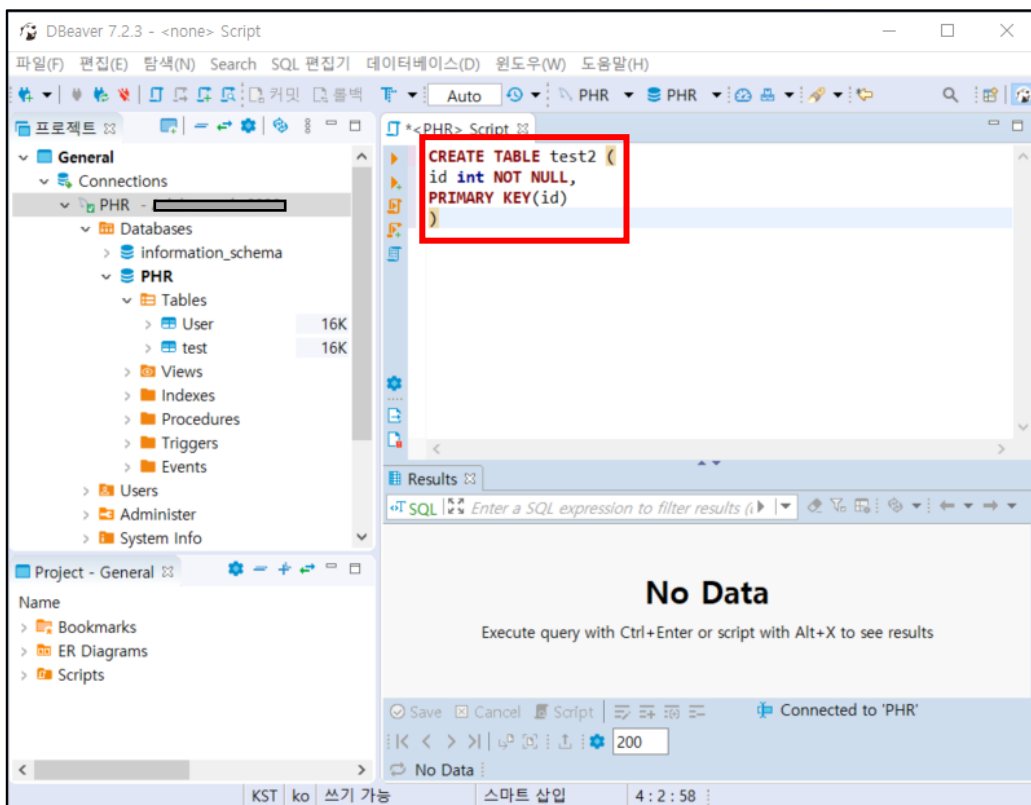 DBeaver 7.2.3 - <none> Script
파일(F) 편집(E) 탐색(N) Search SQL 편집기 데이터베이스(D) 윈도우(W) 도움말(H)
커밋 롤백 Auto PHR PHR
프로젝트
General
Connections
PHR -
Databases
information_schema
PHR
Tables
User 16K
test 16K
Views
Indexes
Procedures
Triggers
Events
Users
Administer
System Info
*<PHR> Script
CREATE TABLE test2 (
id int NOT NULL,
PRIMARY KEY(id)
)
Results
SQL Enter a SQL expression to filter results (
No Data
Execute query with Ctrl+Enter or script with Alt+X to see results
Save Cancel Script Connected to 'PHR'
200
No Data
Project - General
Name
Bookmarks
ER Diagrams
Scripts
KST ko 쓰기 가능 스마트 삽입 4 : 2 : 58